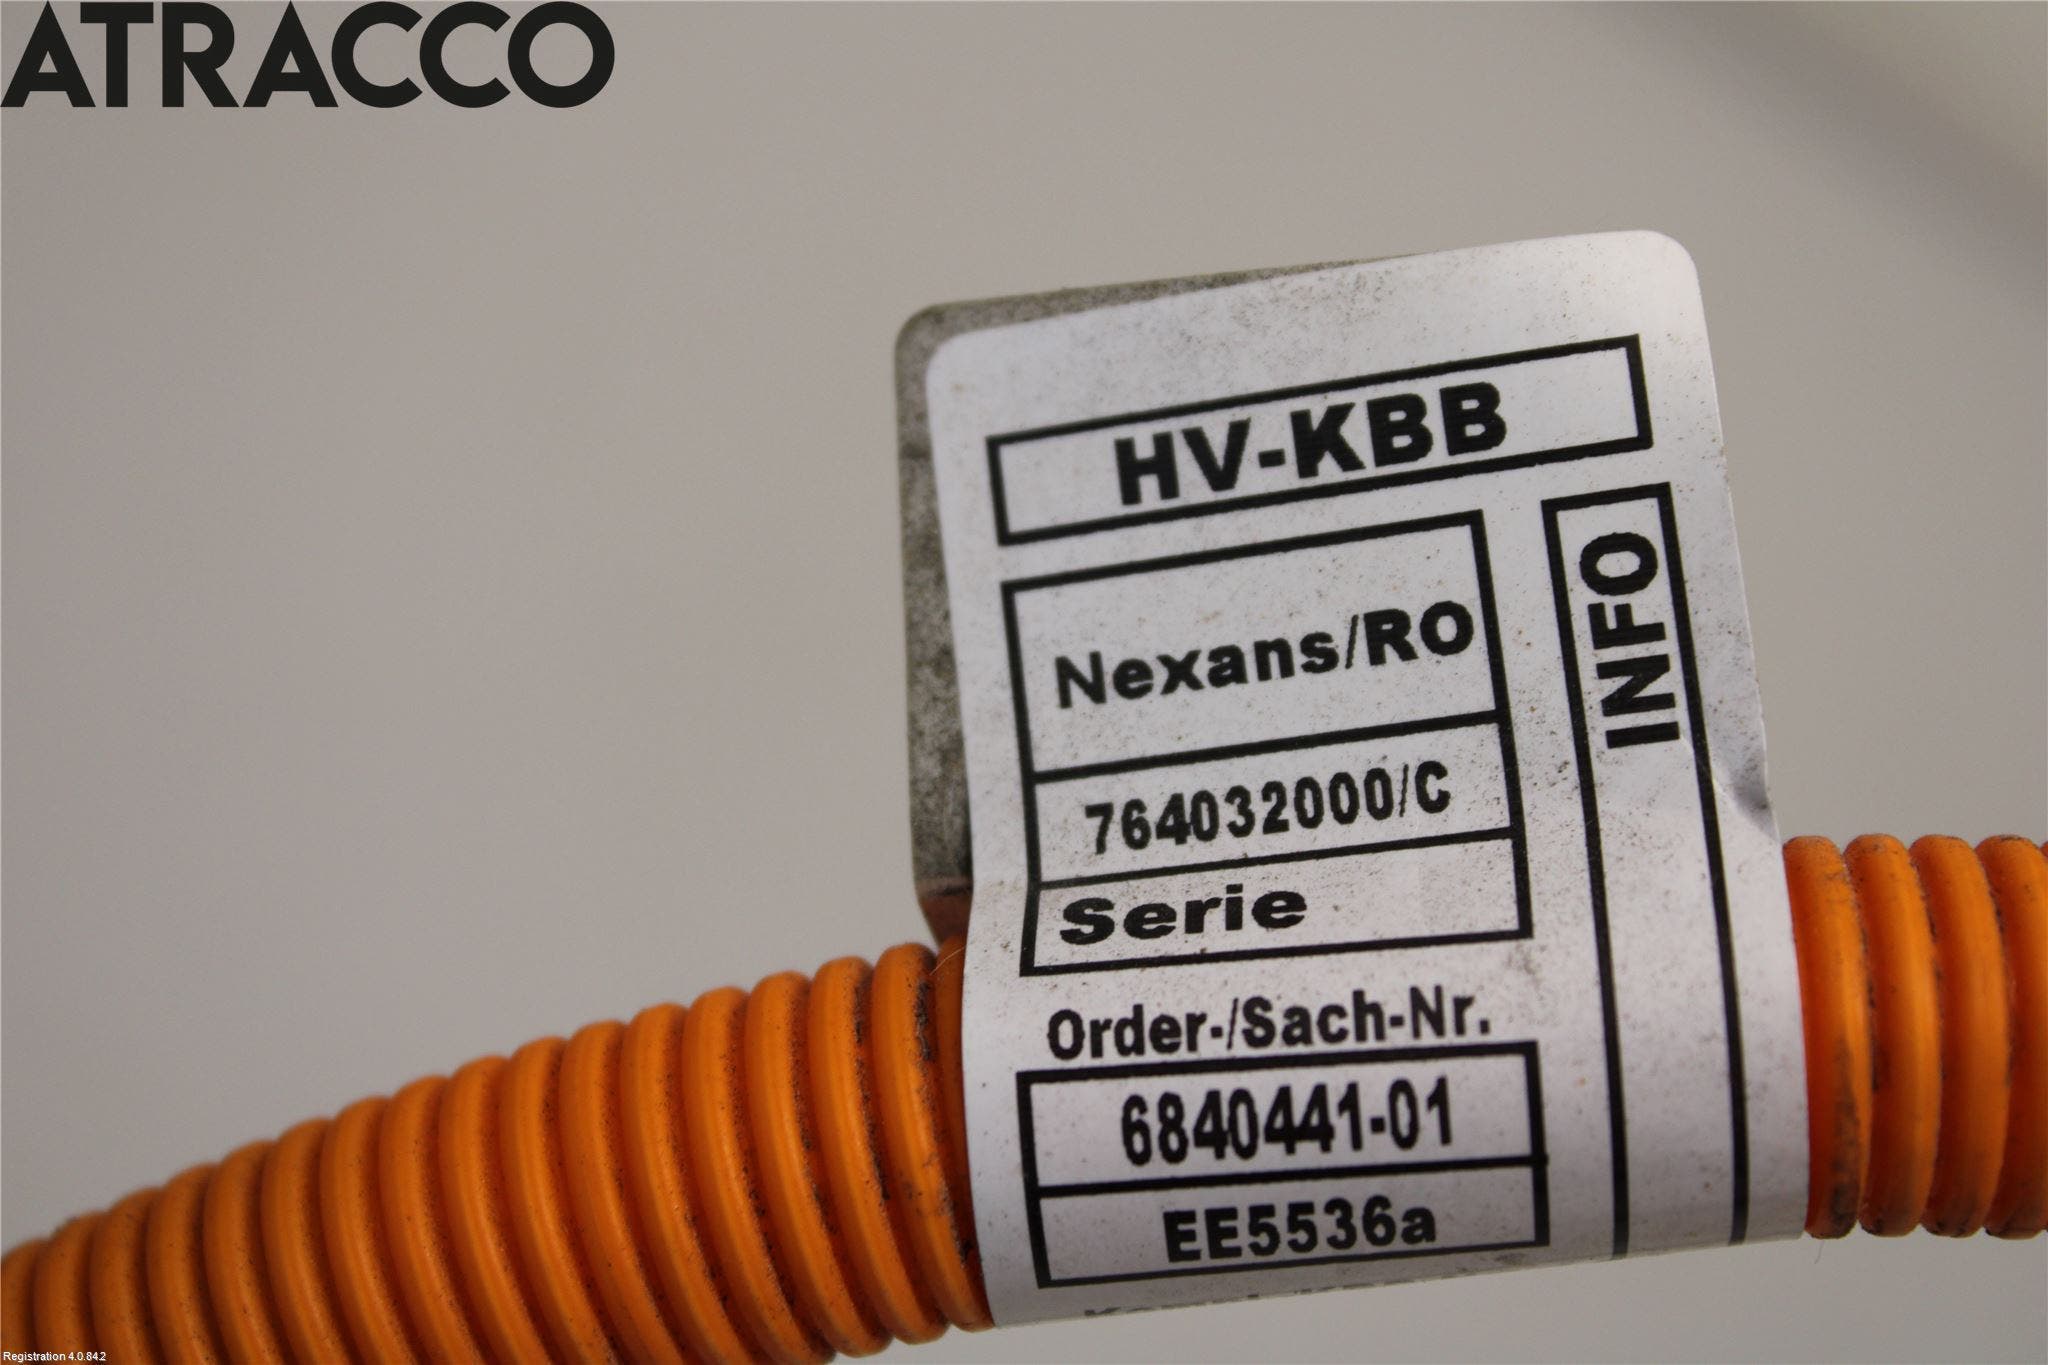 ATRACCO
HV-KBB
Nexans/RO
764032000/C
Serie
INFO
Order-/Sach-Nr.
6840441-01
EE5536a
Registration 4.0.84.2